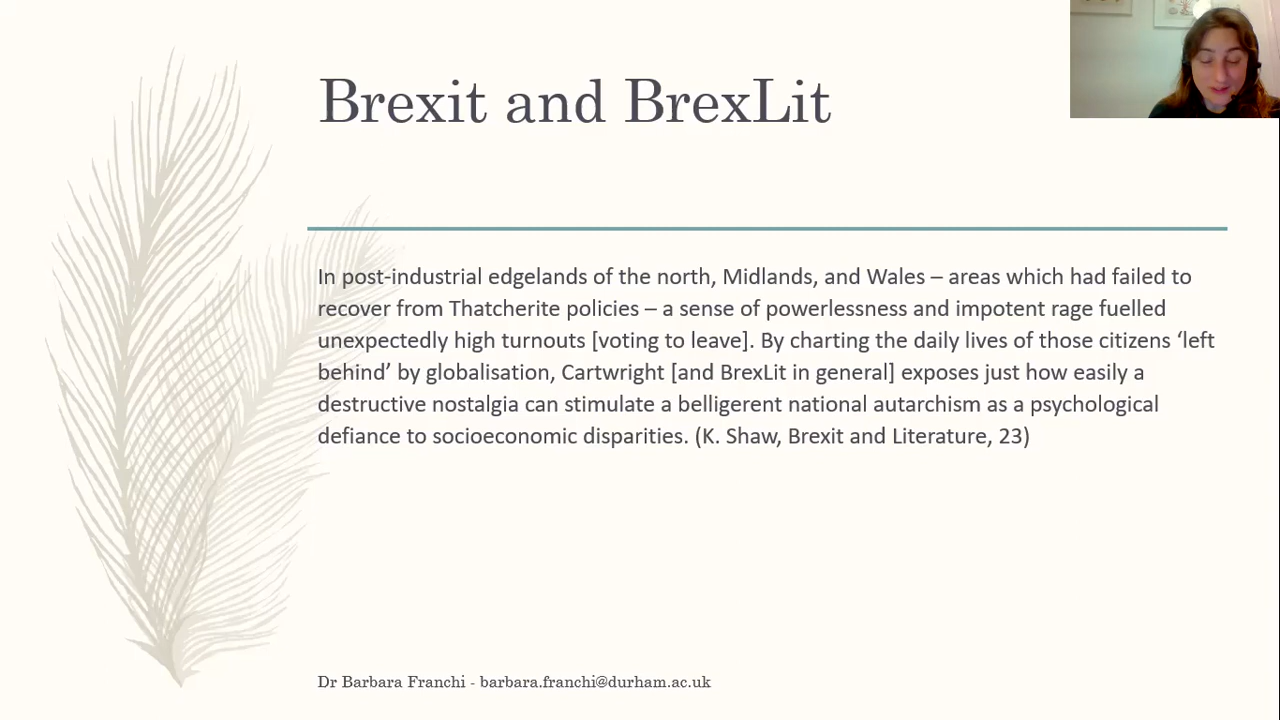 Brexit and BrexLit
In post-industrial edgelands of the north, Midlands, and Wales – areas which had failed to
recover from Thatcherite policies – a sense of powerlessness and impotent rage fuelled
unexpectedly high turnouts [voting to leave]. By charting the daily lives of those citizens ‘left
behind’ by globalisation, Cartwright [and BrexLit in general] exposes just how easily a
destructive nostalgia can stimulate a belligerent national autarchism as a psychological
defiance to socioeconomic disparities. (K. Shaw, Brexit and Literature, 23)
Dr Barbara Franchi - barbara.franchi@durham.ac.uk